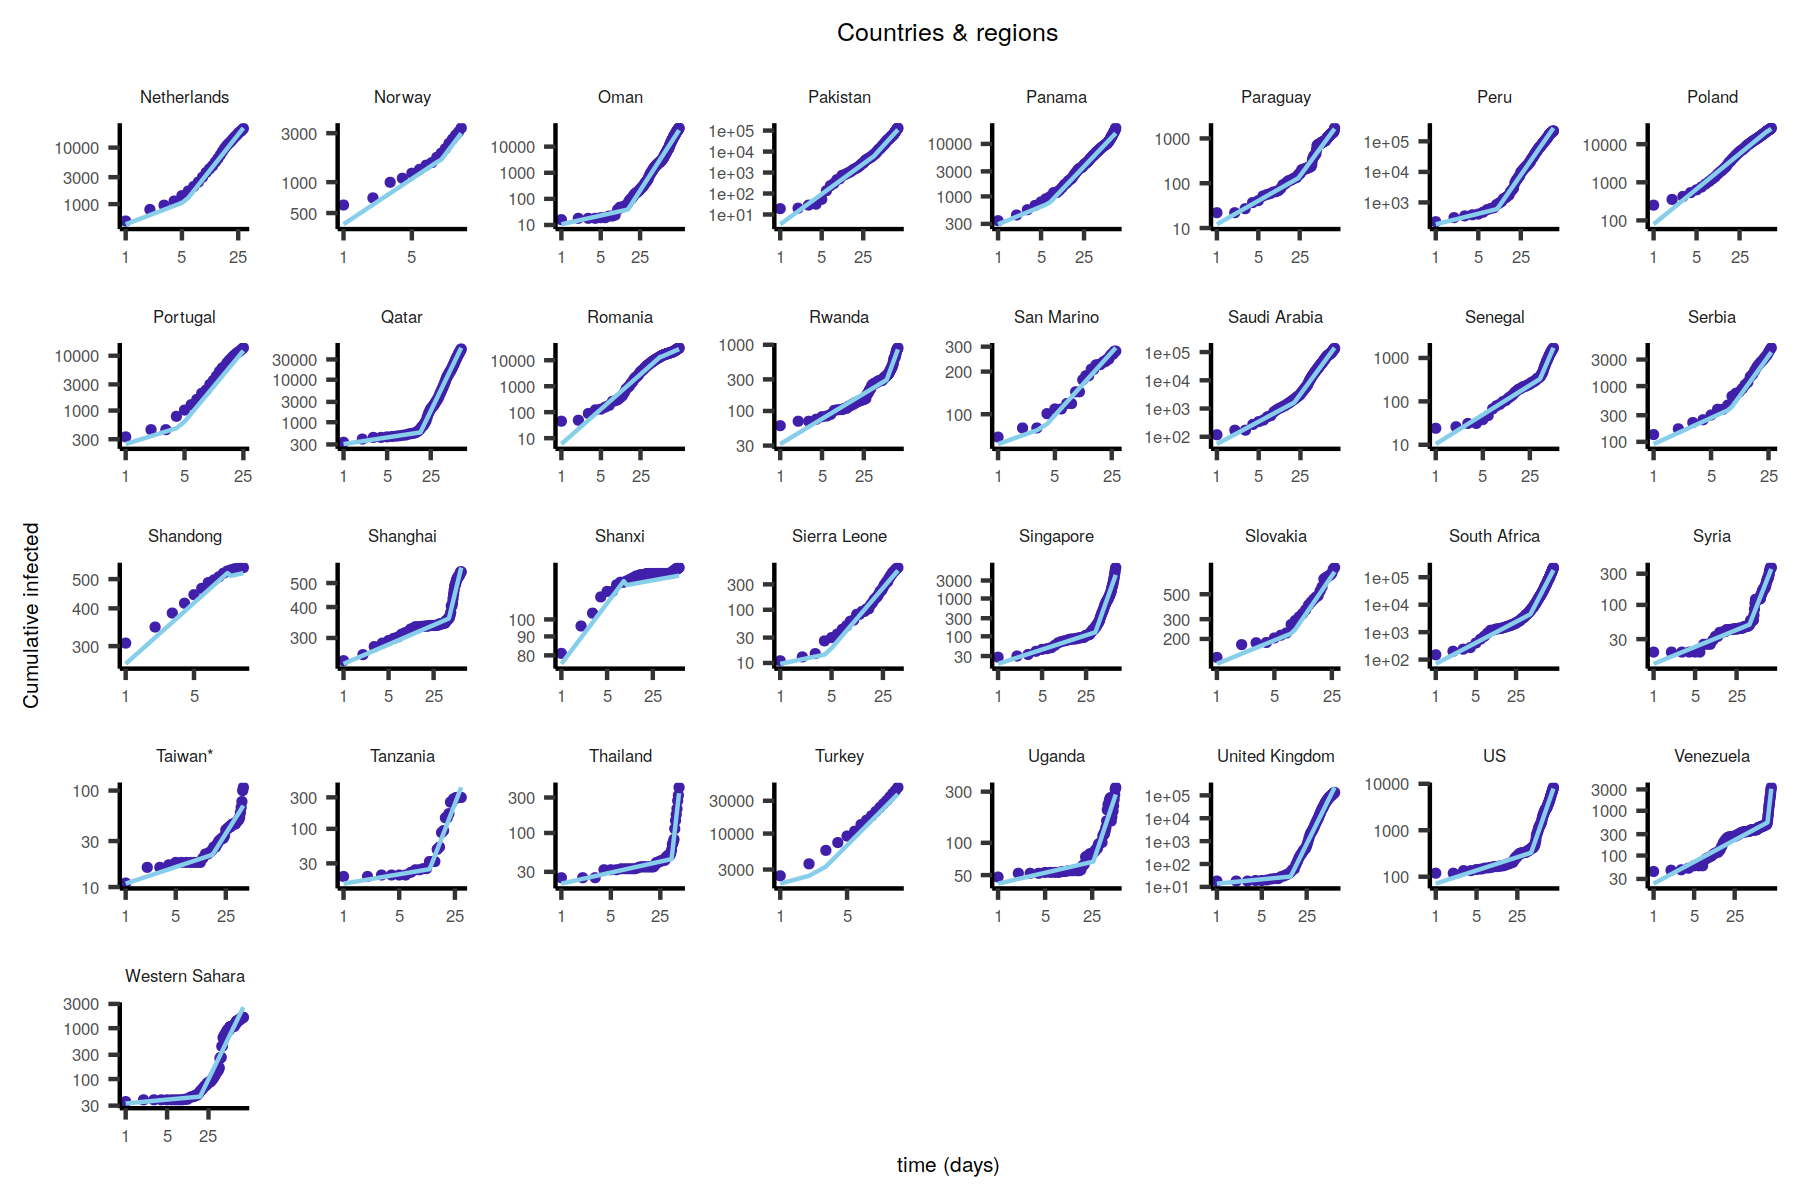 Countries & regions
Netherlands Norway Oman Pakistan Panama Paraguay Peru Poland
10000 3000 1000
1 5 25
3000 1000 500
1 5
10000 1000 100 10
1 5 25
1e+05 1e+04 1e+03 1e+02 1e+01
1 5 25
10000 3000 1000 300
1 5 25
1000 100 10
1 5 25
1e+05 1e+04 1e+03
1 5 25
10000 1000 100
1 5 25
Portugal Qatar Romania Rwanda San Marino Saudi Arabia Senegal Serbia
10000 3000 1000 300
1 5 25
30000 10000 3000 1000 300
1 5 25
10000 1000 100 10
1 5 25
1000 300 100 30
1 5 25
300 200 100
1 5 25
1e+05 1e+04 1e+03 1e+02
1 5 25
1000 100 10
1 5 25
3000 1000 300 100
1 5 25
Cumulative infected
Shandong Shanghai Shanxi Sierra Leone Singapore Slovakia South Africa Syria
500 400 300
1 5
500 400 300
1 5 25
100 90 80
1 5 25
300 100 30 10
1 5 25
3000 1000 300 100 30
1 5 25
500 300 200
1 5 25
1e+05 1e+04 1e+03 1e+02
1 5 25
300 100 30
1 5 25
Taiwan* Tanzania Thailand Turkey Uganda United Kingdom US Venezuela
100 30 10
1 5 25
300 100 30
1 5 25
300 100 30
1 5 25
30000 10000 3000
1 5
300 100 50
1 5 25
1e+05 1e+04 1e+03 1e+02 1e+01
1 5 25
10000 1000 100
1 5 25
3000 1000 300 100 30
1 5 25
Western Sahara
3000 1000 300 100 30
1 5 25
time (days)